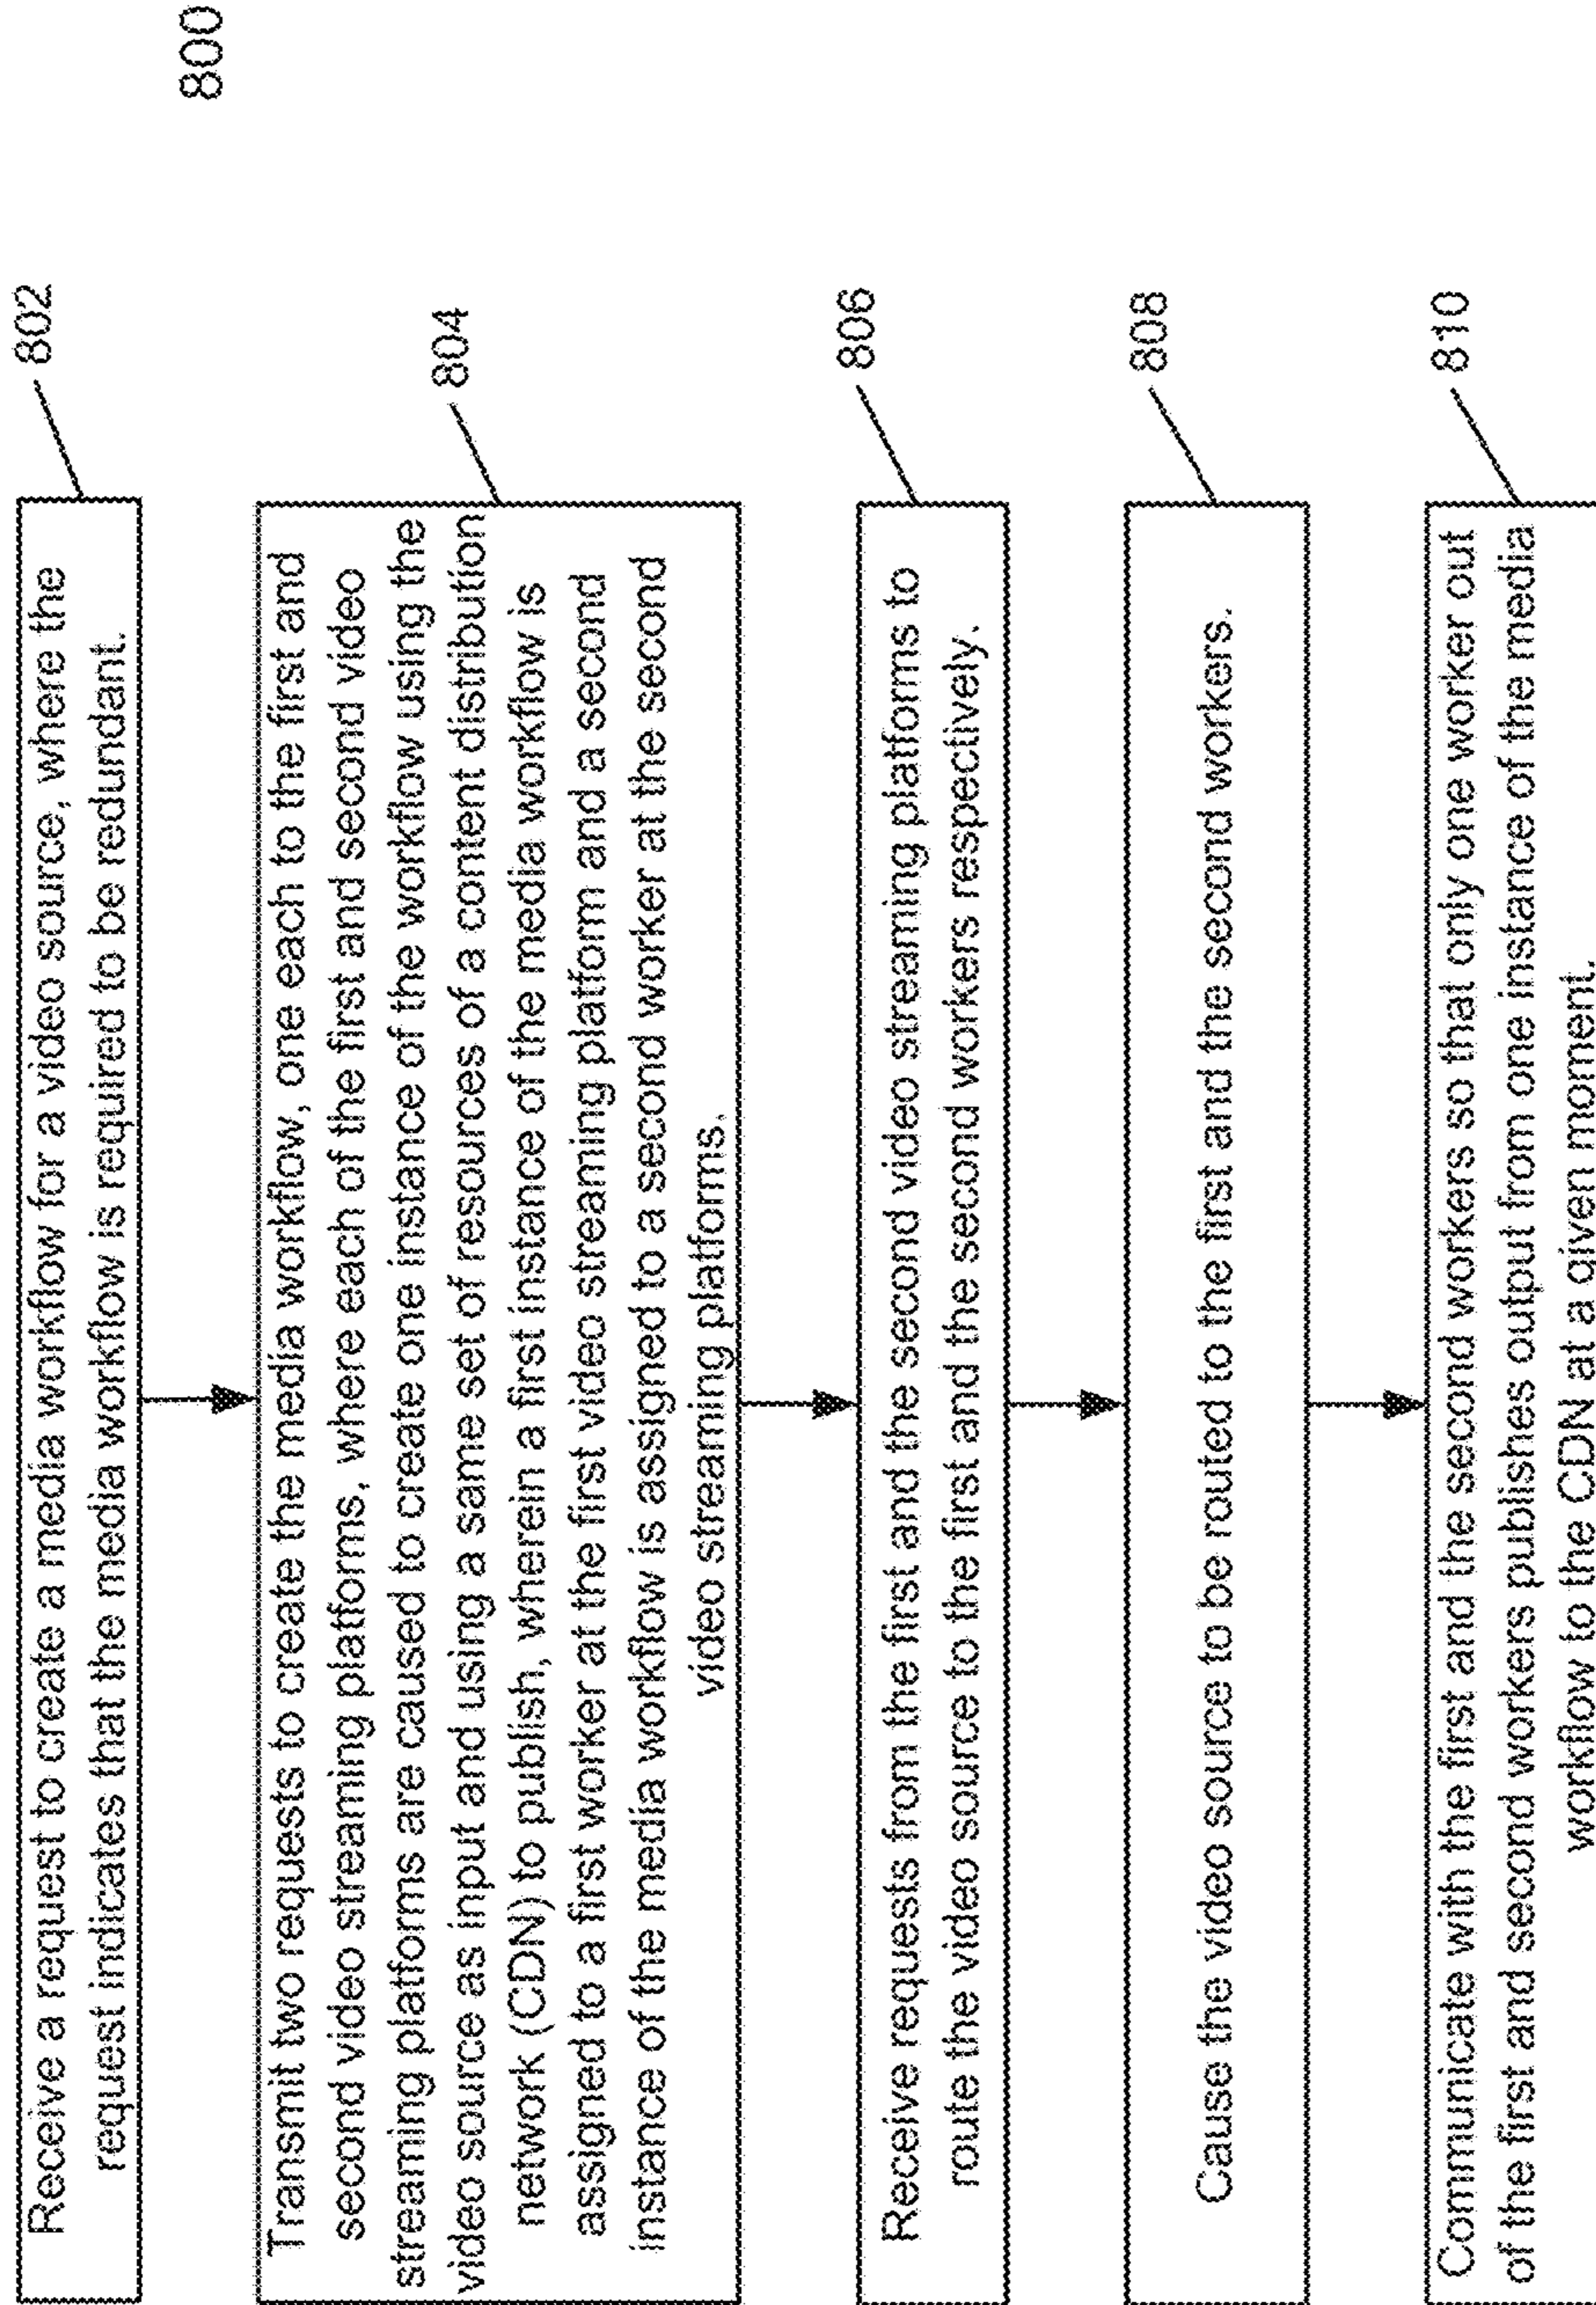 800
802
Receive a request to create a media workflow for a video source, where the
request indicates that the media workflow is required to be redundant.
804
Transmit two requests to create the media workflow, one each to the first and
second video streaming platforms, where each of the first and second video
streaming platforms are caused to create one instance of the workflow using the
video source as input and using a same set of resources of a content distribution
network (CDN) to publish, wherein a first instance of the media workflow is
assigned to a first worker at the first video streaming platform and a second
instance of the media workflow is assigned to a second worker at the second
video streaming platforms.
806
Receive requests from the first and the second video streaming platforms to
route the video source to the first and the second workers respectively.
808
Cause the video source to be routed to the first and the second workers.
810
Communicate with the first and the second workers so that only one worker out
of the first and second workers publishes output from one instance of the media
workflow to the CDN at a given moment.